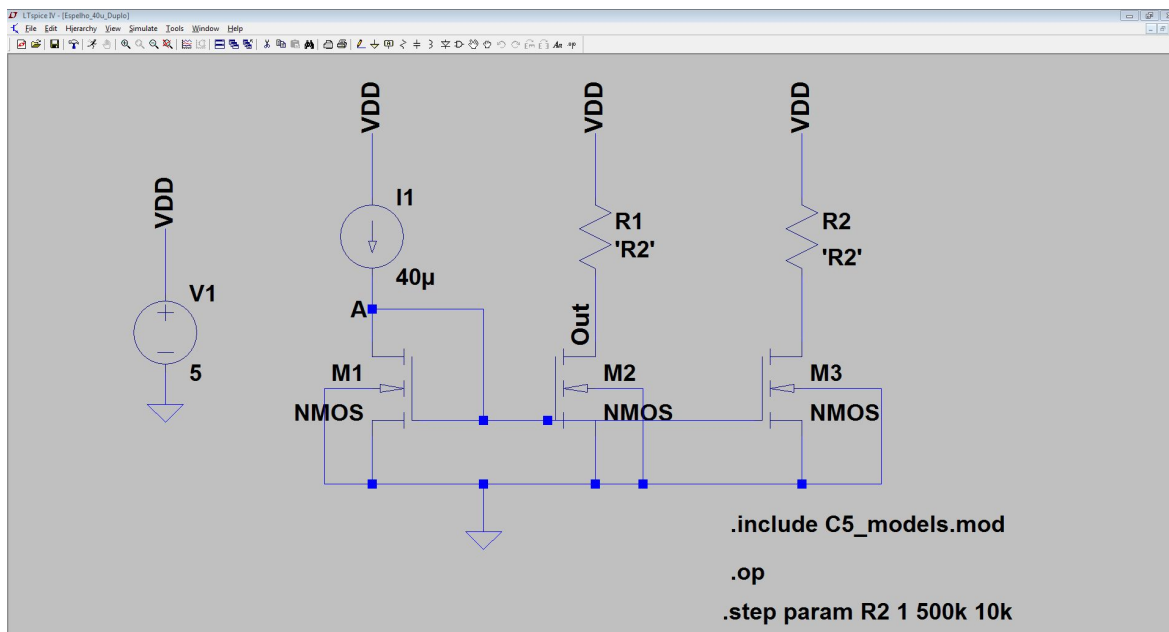 LTspice IV - [Espelho_40u_Duplo]
File Edit Hierarchy View Simulate Tools Window Help
VDD
VDD
VDD
VDD
I1
40µ
R1
'R2'
R2
'R2'
V1
5
A
Out
M1
NMOS
M2
NMOS
M3
NMOS
.include C5_models.mod
.op
.step param R2 1 500k 10k